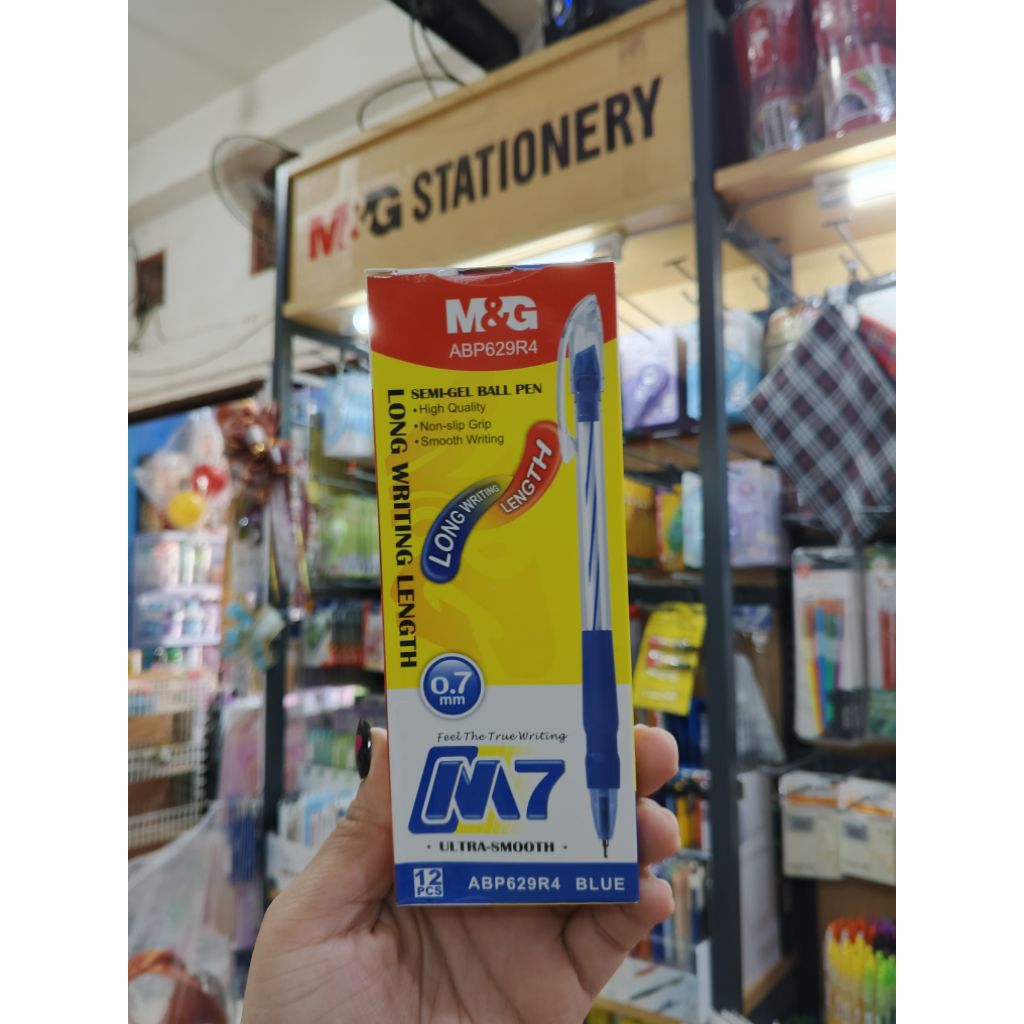 M&G STATIONERY
M&G
ABP629R4
SEMI-GEL BALL PEN
•High Quality
•Non-slip Grip
•Smooth Writing
LONG WRITING LENGTH
LONG WRITING LENGTH
0.7
mm
Feel The True Writing
M7
• ULTRA-SMOOTH •
12
PCS
ABP629R4 BLUE